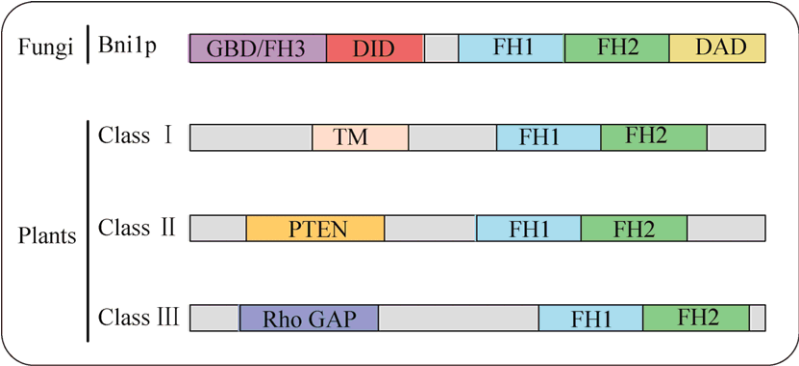 Fungi Bni1p GBD/FH3 DID FH1 FH2 DAD
Class Ⅰ TM FH1 FH2
Plants
Class Ⅱ PTEN FH1 FH2
Class III Rho GAP FH1 FH2